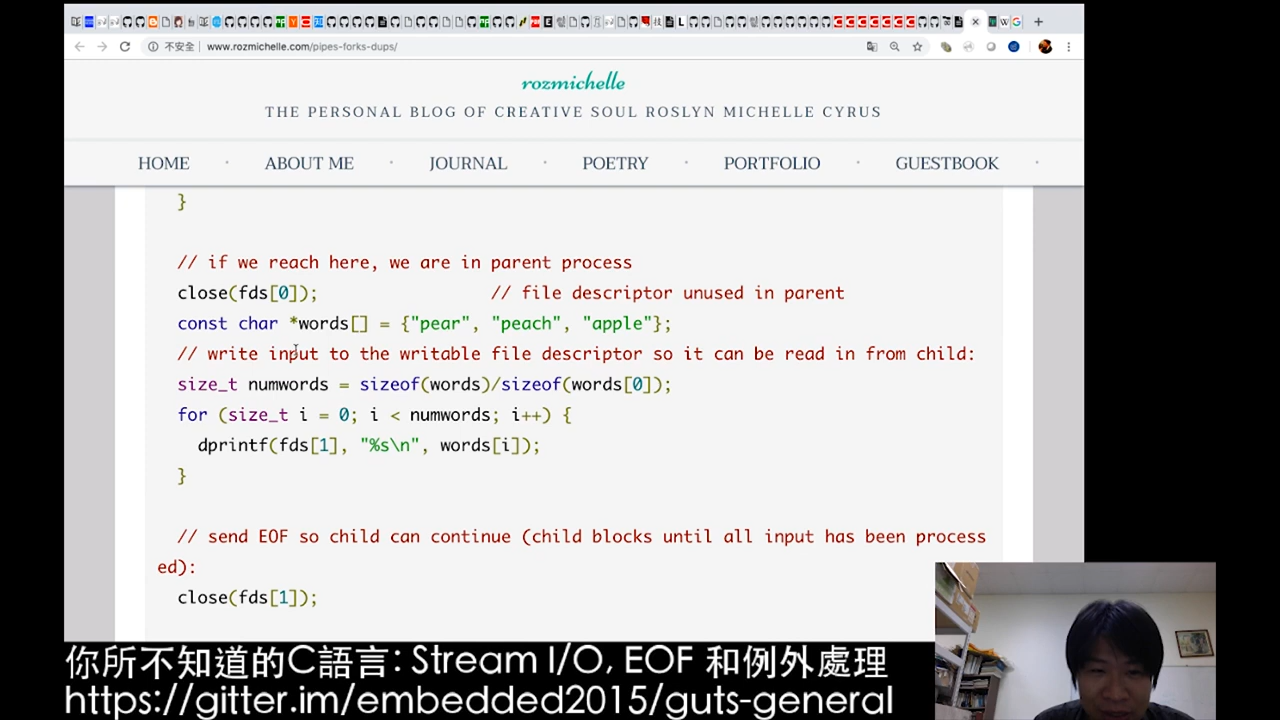 不安全 www.rozmichelle.com/pipes-forks-dups/
rozmichelle
THE PERSONAL BLOG OF CREATIVE SOUL ROSLYN MICHELLE CYRUS
HOME · ABOUT ME · JOURNAL · POETRY · PORTFOLIO · GUESTBOOK ·
}
// if we reach here, we are in parent process
close(fds[0]); // file descriptor unused in parent
const char *words[] = {"pear", "peach", "apple"};
// write input to the writable file descriptor so it can be read in from child:
size_t numwords = sizeof(words)/sizeof(words[0]);
for (size_t i = 0; i < numwords; i++) {
dprintf(fds[1], "%s\n", words[i]);
}
// send EOF so child can continue (child blocks until all input has been process
ed):
close(fds[1]);
你所不知道的C語言: Stream I/O, EOF 和例外處理
https://gitter.im/embedded2015/guts-general